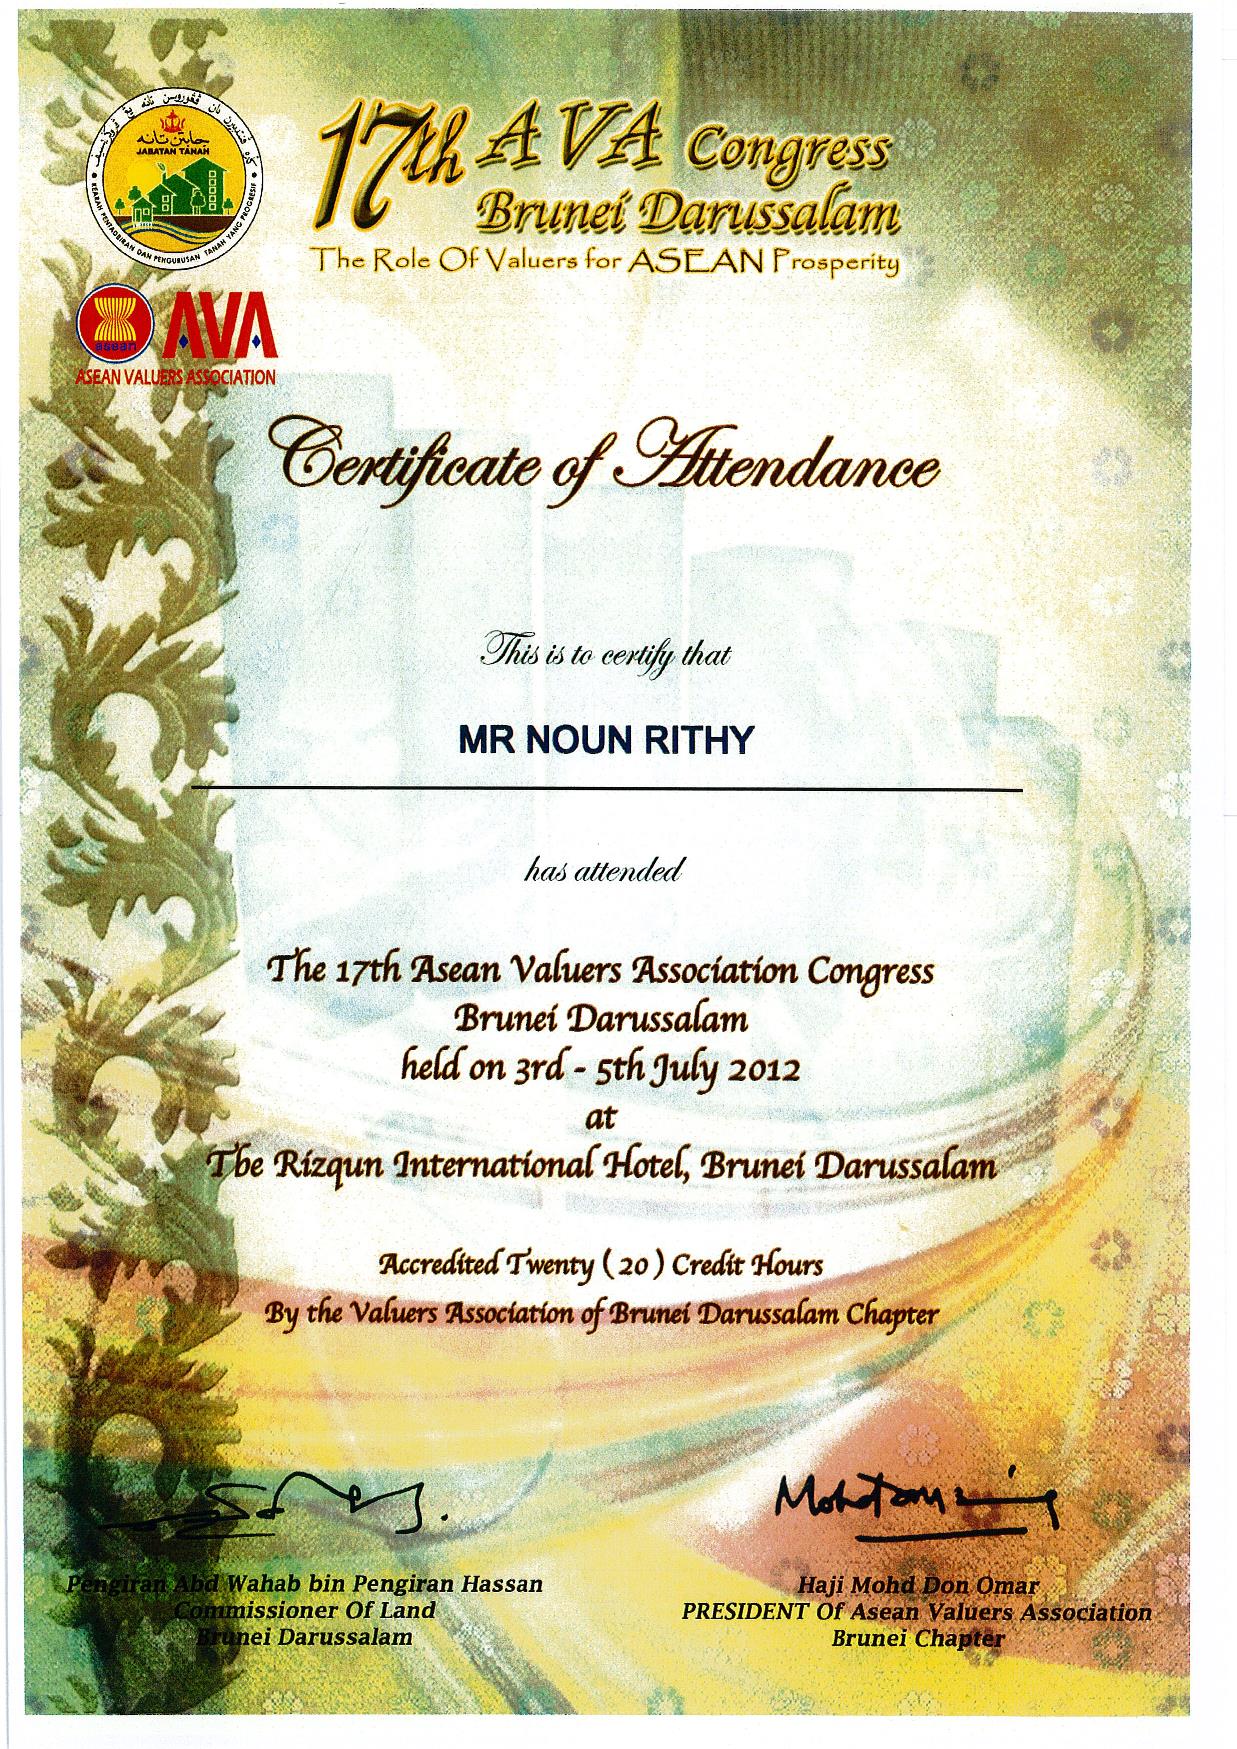 جابتن تانه
JABATAN TANAH
KEARAH PENTADBIRAN DAN PENGURUSAN TANAH YANG PROGRESIF
17th AVA Congress
Brunei Darussalam
The Role Of Valuers for ASEAN Prosperity
asean
AVA
ASEAN VALUERS ASSOCIATION
Certificate of Attendance
This is to certify that
MR NOUN RITHY
has attended
The 17th Asean Valuers Association Congress
Brunei Darussalam
held on 3rd - 5th July 2012
at
The Rizqun International Hotel, Brunei Darussalam
Accredited Twenty ( 20 ) Credit Hours
By the Valuers Association of Brunei Darussalam Chapter
Pengiran Abd Wahab bin Pengiran Hassan
Commissioner Of Land
Brunei Darussalam
Haji Mohd Don Omar
PRESIDENT Of Asean Valuers Association
Brunei Chapter